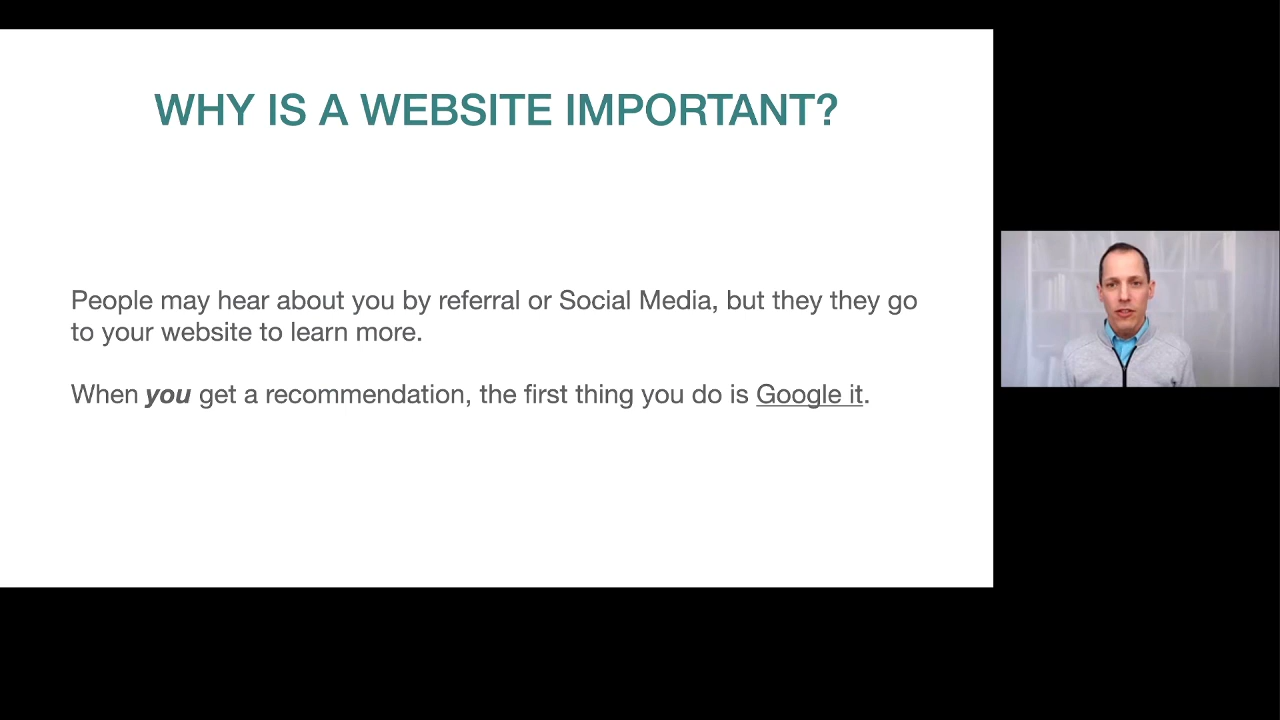 WHY IS A WEBSITE IMPORTANT?
People may hear about you by referral or Social Media, but they they go
to your website to learn more.
When you get a recommendation, the first thing you do is Google it.